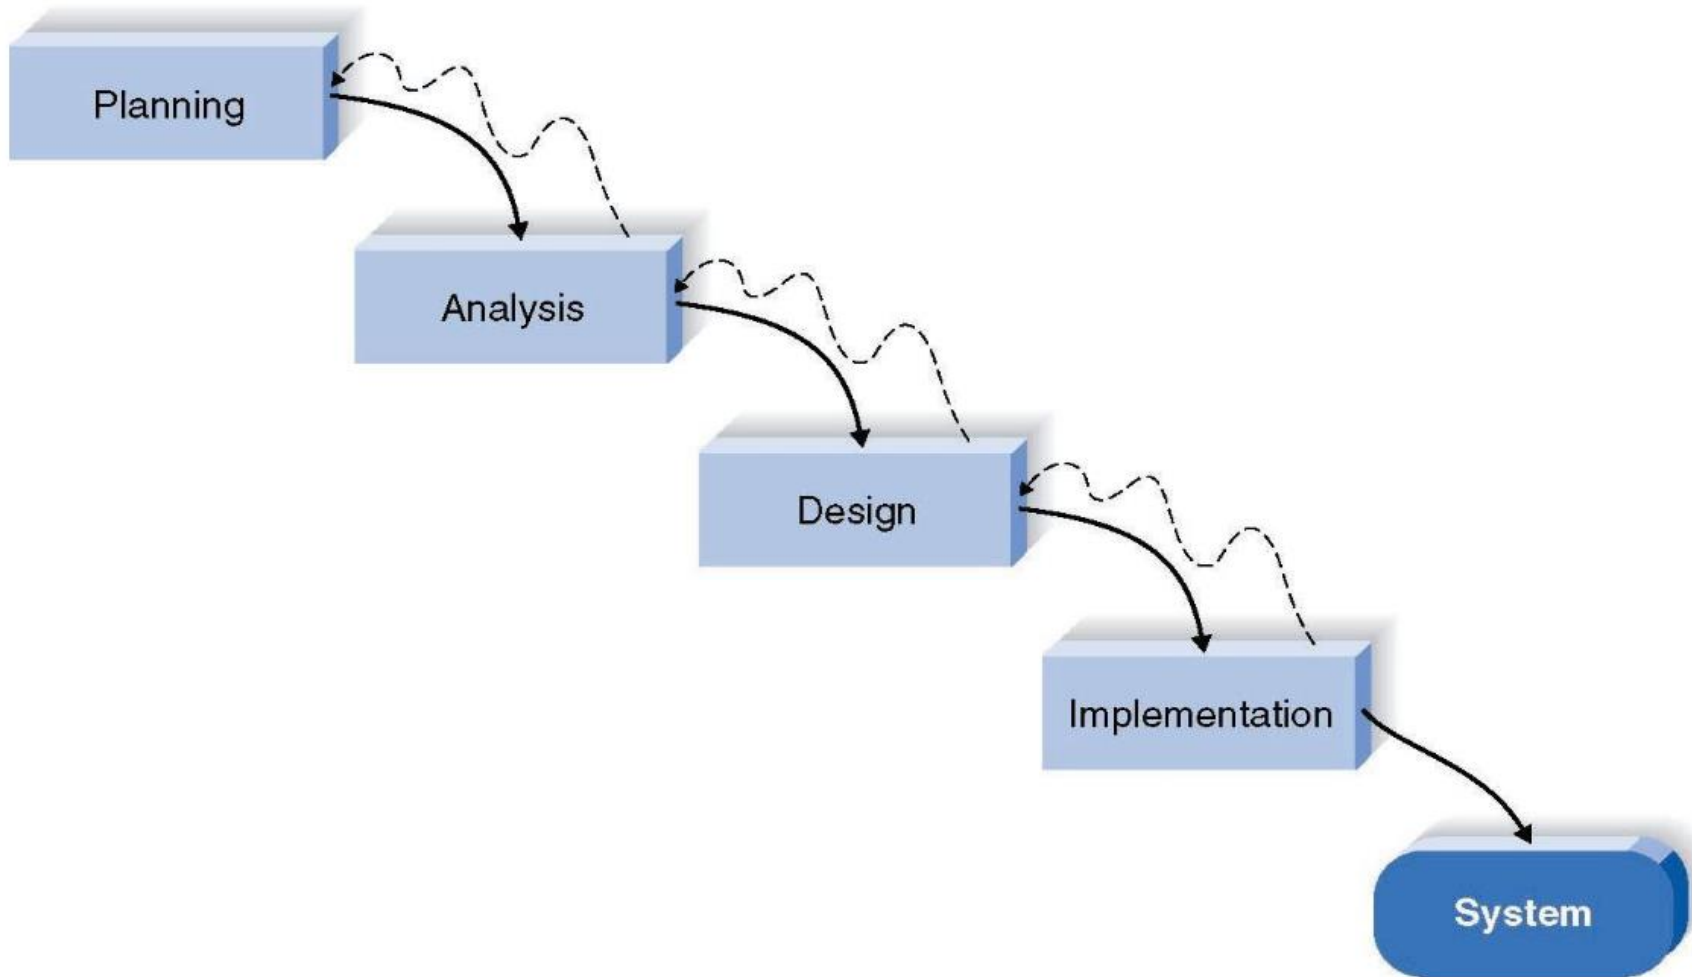 Planning
Analysis
Design
Implementation
System